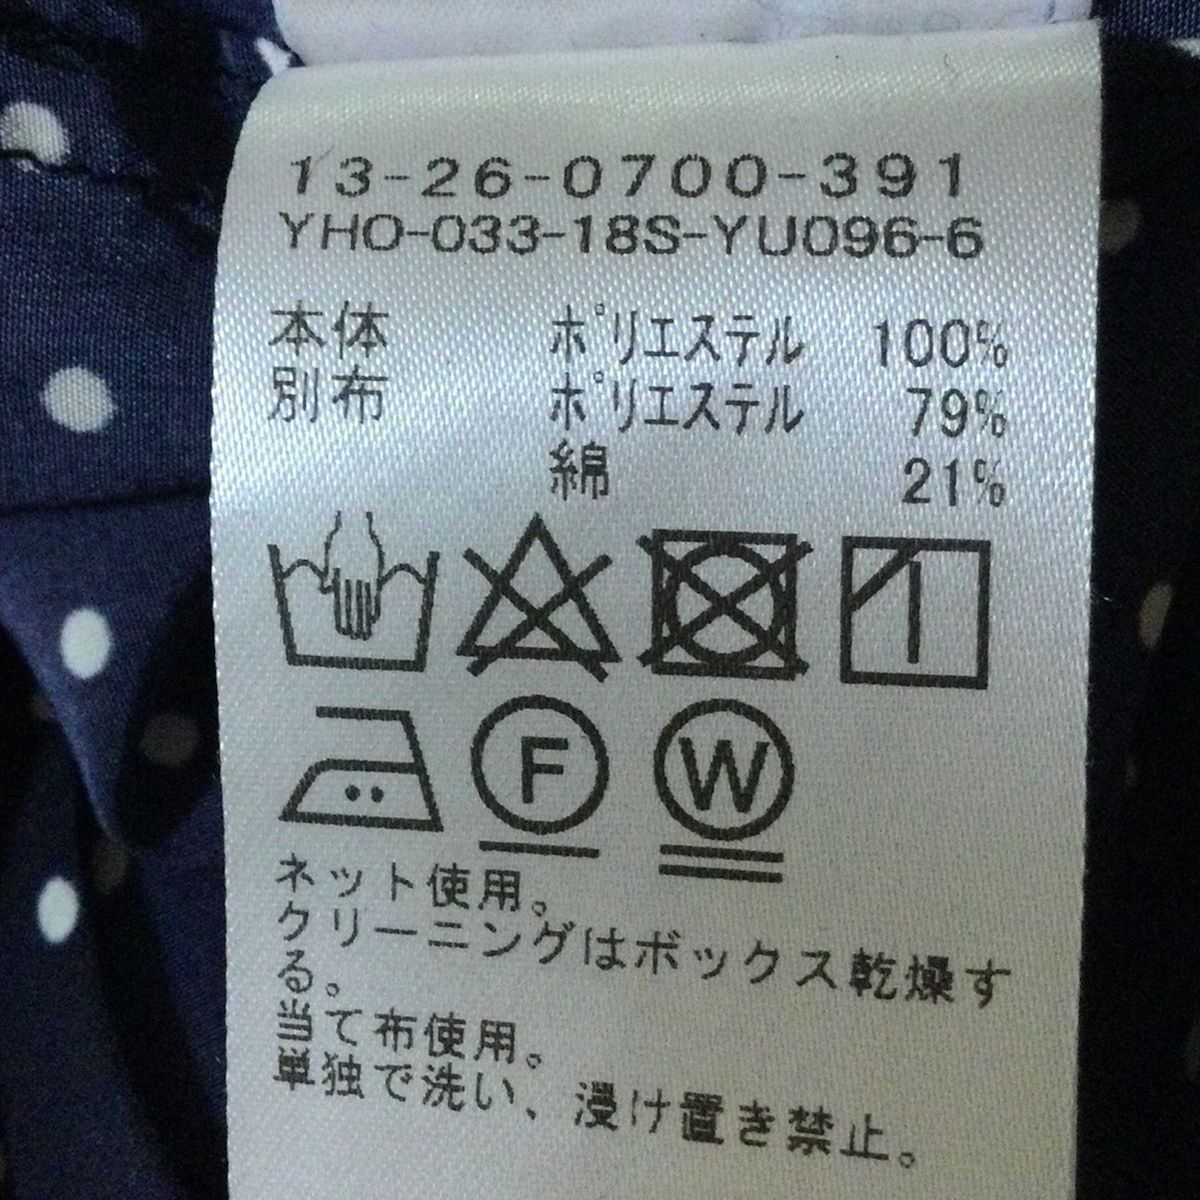 13-26-0700-391
YHO-033-18S-YU096-6
本体 ポリエステル 100%
別布 ポリエステル 79%
綿 21%
F W
ネット使用。
クリーニングはボックス乾燥す
る。
当て布使用。
単独で洗い、浸け置き禁止。